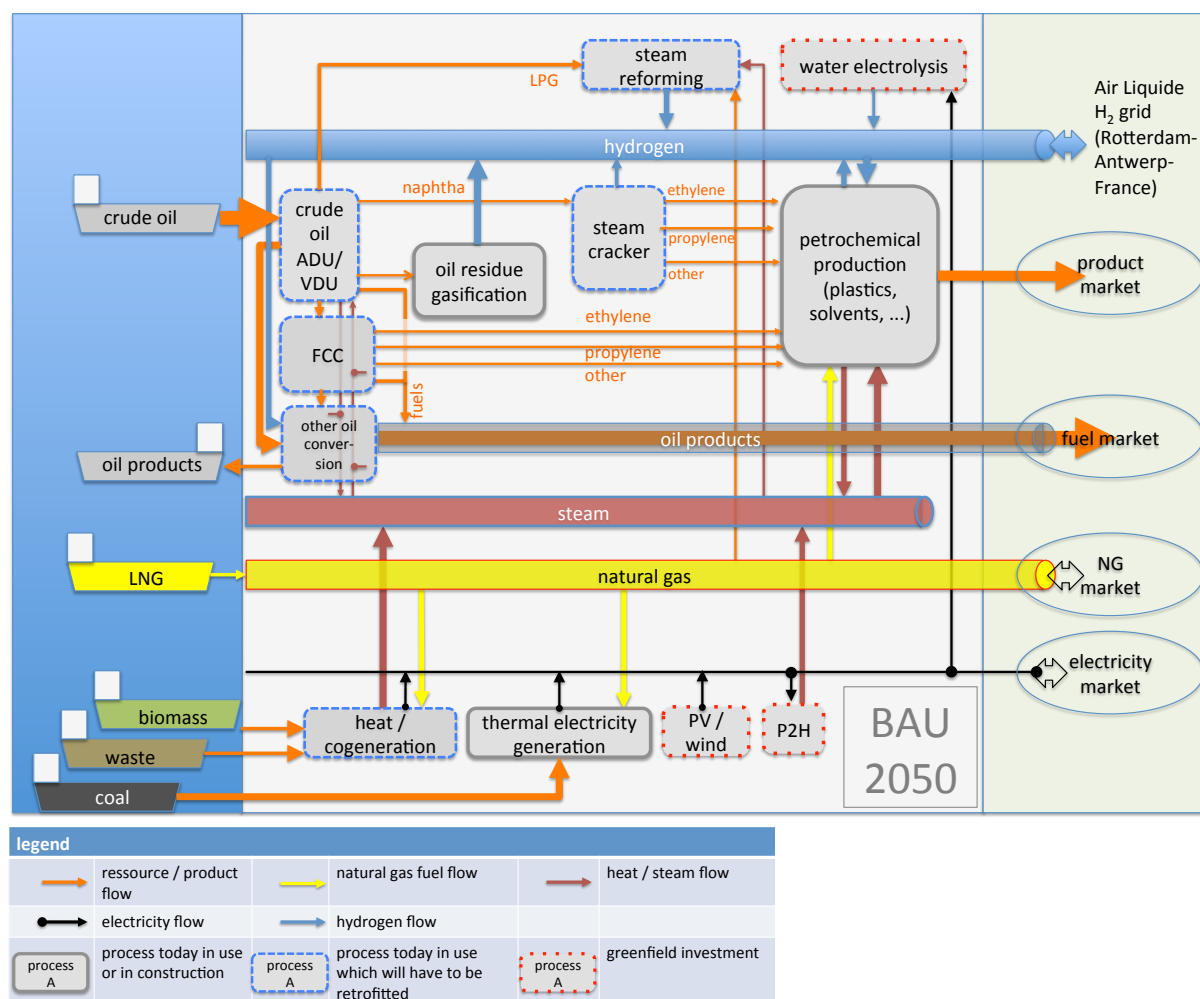 steam
reforming
water electrolysis
LPG
Air Liquide
H₂ grid
(Rotterdam-
Antwerp-
France)
hydrogen
naphtha
ethylene
crude oil
crude
oil
ADU/
VDU
steam
cracker
propylene
other
petrochemical
production
(plastics,
solvents, ...)
oil residue
gasification
product
market
ethylene
FCC
propylene
other
fuels
other oil
conver-
sion
oil products
fuel market
oil products
steam
LNG
natural gas
NG
market
electricity
market
biomass
heat /
cogeneration
thermal electricity
generation
PV /
wind
P2H
BAU
2050
waste
coal
legend
ressource / product
flow
natural gas fuel flow
heat / steam flow
electricity flow
hydrogen flow
process
A
process today in use
or in construction
process
A
process today in use
which will have to be
retrofitted
process
A
greenfield investment